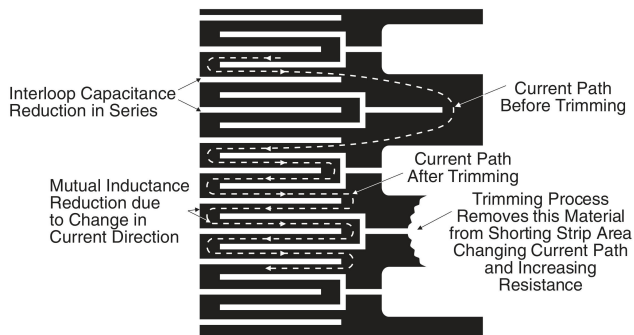 Interloop Capacitance
Reduction in Series
Current Path
Before Trimming
Current Path
After Trimming
Mutual Inductance
Reduction due
to Change in
Current Direction
Trimming Process
Removes this Material
from Shorting Strip Area
Changing Current Path
and Increasing
Resistance